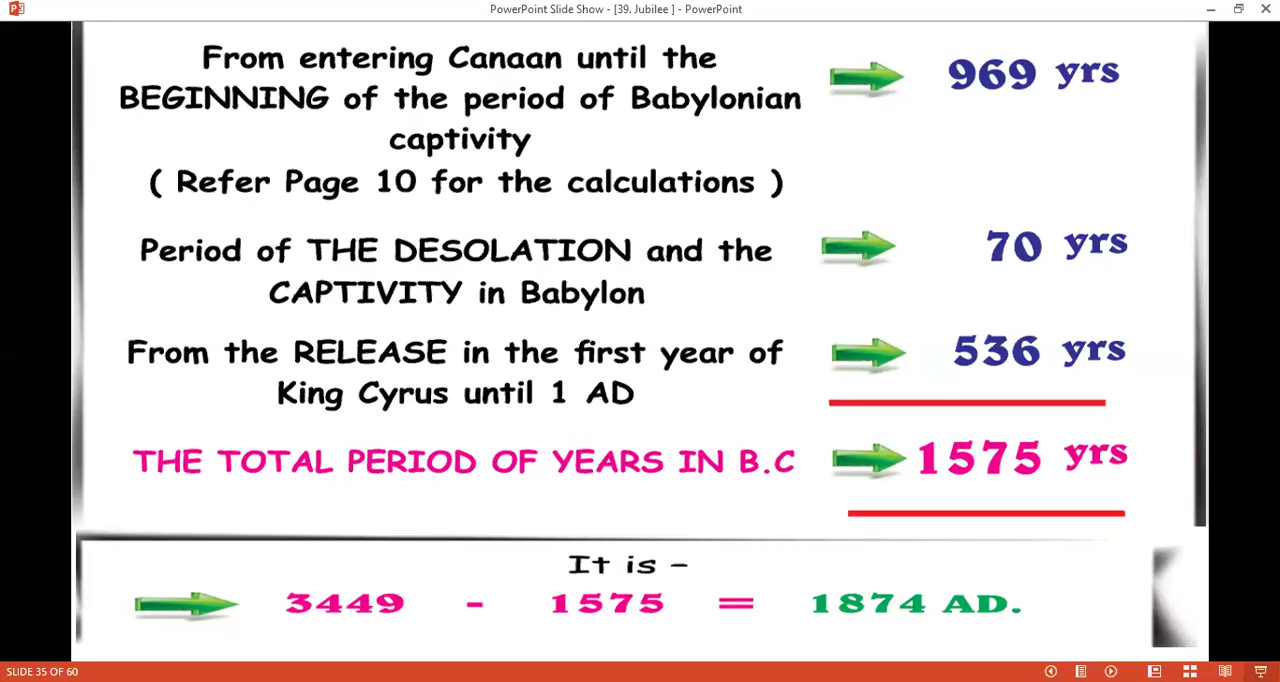 PowerPoint Slide Show - [39. Jubilee ] - PowerPoint
From entering Canaan until the
BEGINNING of the period of Babylonian
captivity
( Refer Page 10 for the calculations )
969 yrs
Period of THE DESOLATION and the
CAPTIVITY in Babylon
70 yrs
From the RELEASE in the first year of
King Cyrus until 1 AD
536 yrs
THE TOTAL PERIOD OF YEARS IN B.C
1575 yrs
It is -
3449 - 1575 = 1874 AD.
SLIDE 35 OF 60